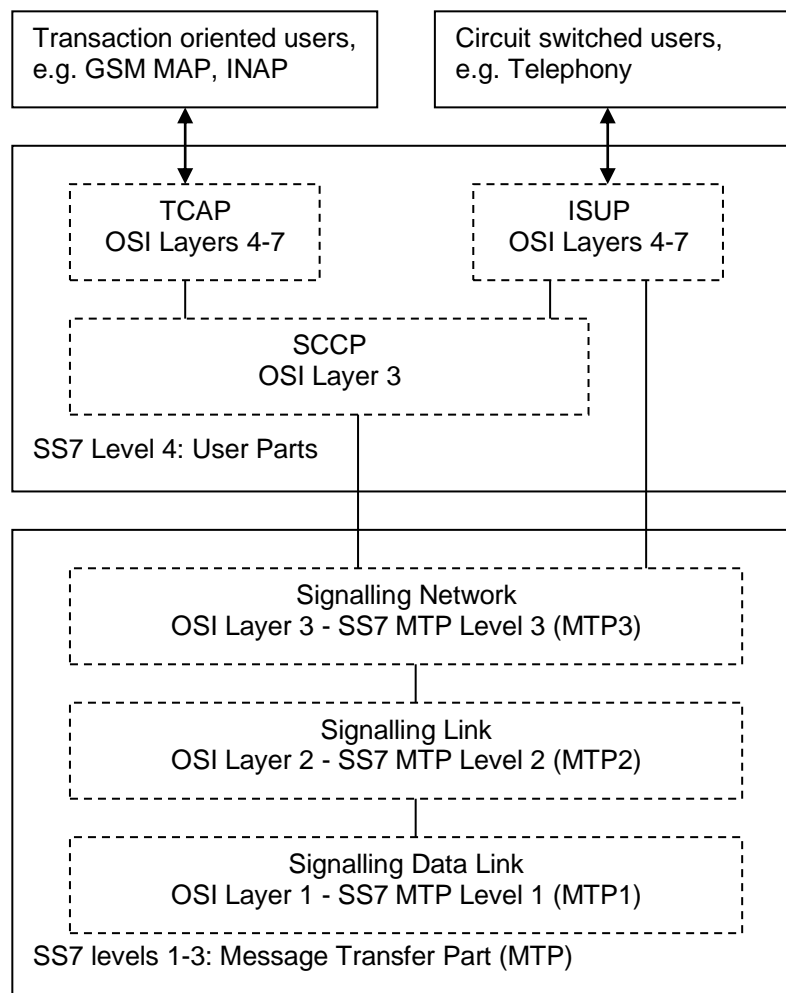 Transaction oriented users,
e.g. GSM MAP, INAP
Circuit switched users,
e.g. Telephony
TCAP
OSI Layers 4-7
ISUP
OSI Layers 4-7
SCCP
OSI Layer 3
SS7 Level 4: User Parts
Signalling Network
OSI Layer 3 - SS7 MTP Level 3 (MTP3)
Signalling Link
OSI Layer 2 - SS7 MTP Level 2 (MTP2)
Signalling Data Link
OSI Layer 1 - SS7 MTP Level 1 (MTP1)
SS7 levels 1-3: Message Transfer Part (MTP)